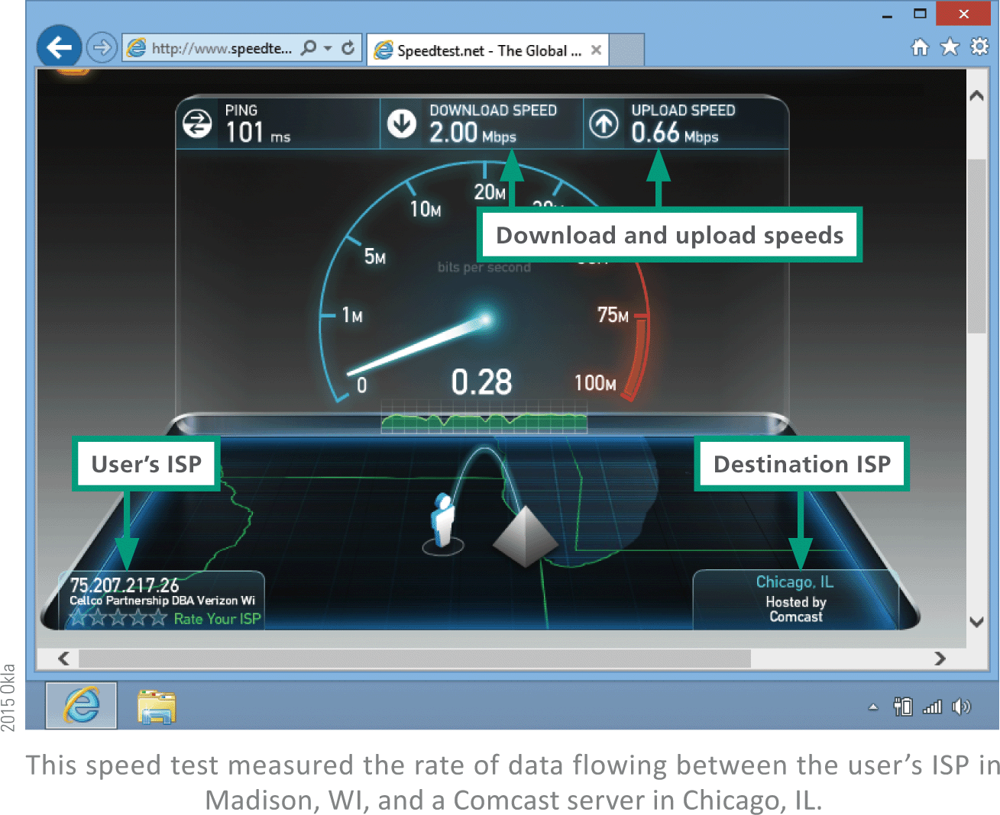 http://www.speedte...
Speedtest.net - The Global ...
PING
101 ms
DOWNLOAD SPEED
2.00 Mbps
UPLOAD SPEED
0.66 Mbps
20M
10M
Download and upload speeds
5M
bits per second
1M
75M
0
0.28
100M
User's ISP
Destination ISP
75.207.217.26
Cellco Partnership DBA Verizon Wi
Rate Your ISP
Chicago, IL
Hosted by
Comcast
2015 Okla
This speed test measured the rate of data flowing between the user's ISP in
Madison, WI, and a Comcast server in Chicago, IL.